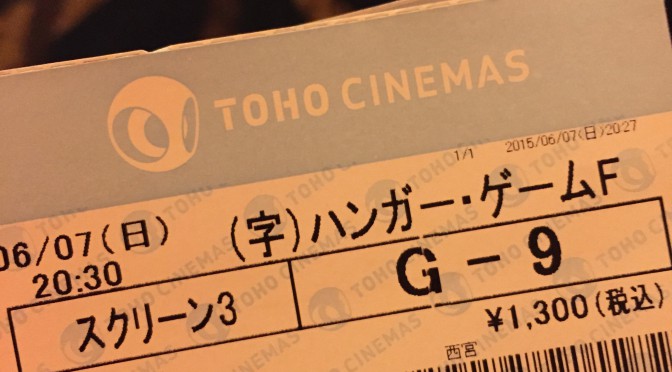 TOHO CINEMAS
1/1 2015/06/07(日)20:27
06/07(日) (字)ハンガー・ゲームF
20:30
スクリーン3 G-9
¥1,300(税込)
西宮